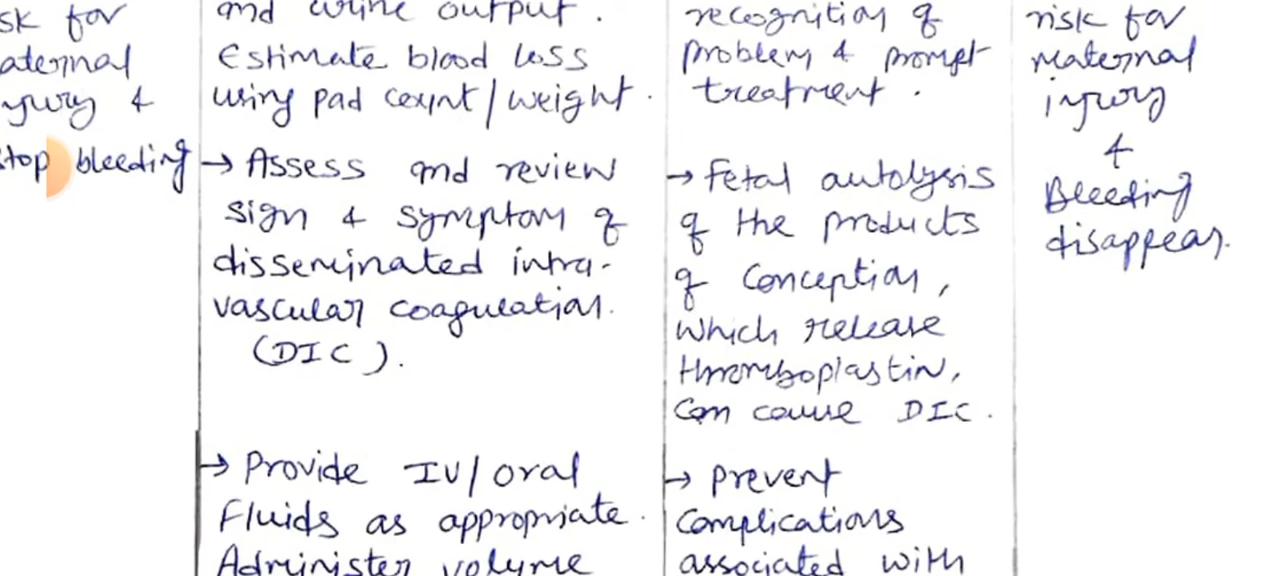 sk for
aternal
jury &
stop bleeding
and urine output.
Estimate blood loss
using pad count/weight.
→ Assess and review
sign & symptom of
disseminated intra-
vascular coagulation.
(DIC).
→ Provide IV/oral
Fluids as appropriate.
Administer volume
recognition of
problem & prompt
treatment.
→ Fetal autolysis
of the products
of conception,
which release
thromboplastin,
can cause DIC.
→ prevent
complications
associated with
risk for
maternal
injury
&
Bleeding
disappear.